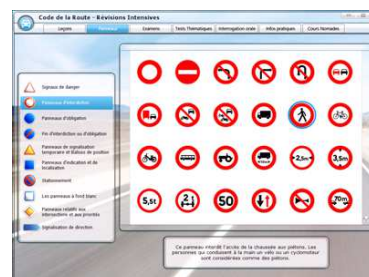 Code de la Route - Révisions Intensives
Leçons
Panneaux
Examens
Tests Thématiques
Interrogation orale
Infos pratiques
Cours Nomades
Signaux de danger
Panneaux d'interdiction
Panneaux d'obligation
Fin d'interdiction ou d'obligation
Panneaux de signalisation
temporaire et Balises de position
Panneaux d'indication et de
localisation
Stationnement
Les panneaux à fond blanc
Panneaux relatifs aux
intersections et aux priorités
Signalisation de direction
2,5m
3,5m
5,5t
50
70m
Ce panneau interdit l'accès de la chaussée aux piétons. Les
personnes qui conduisent à la main un vélo ou un cyclomoteur
sont considérées comme des piétons.